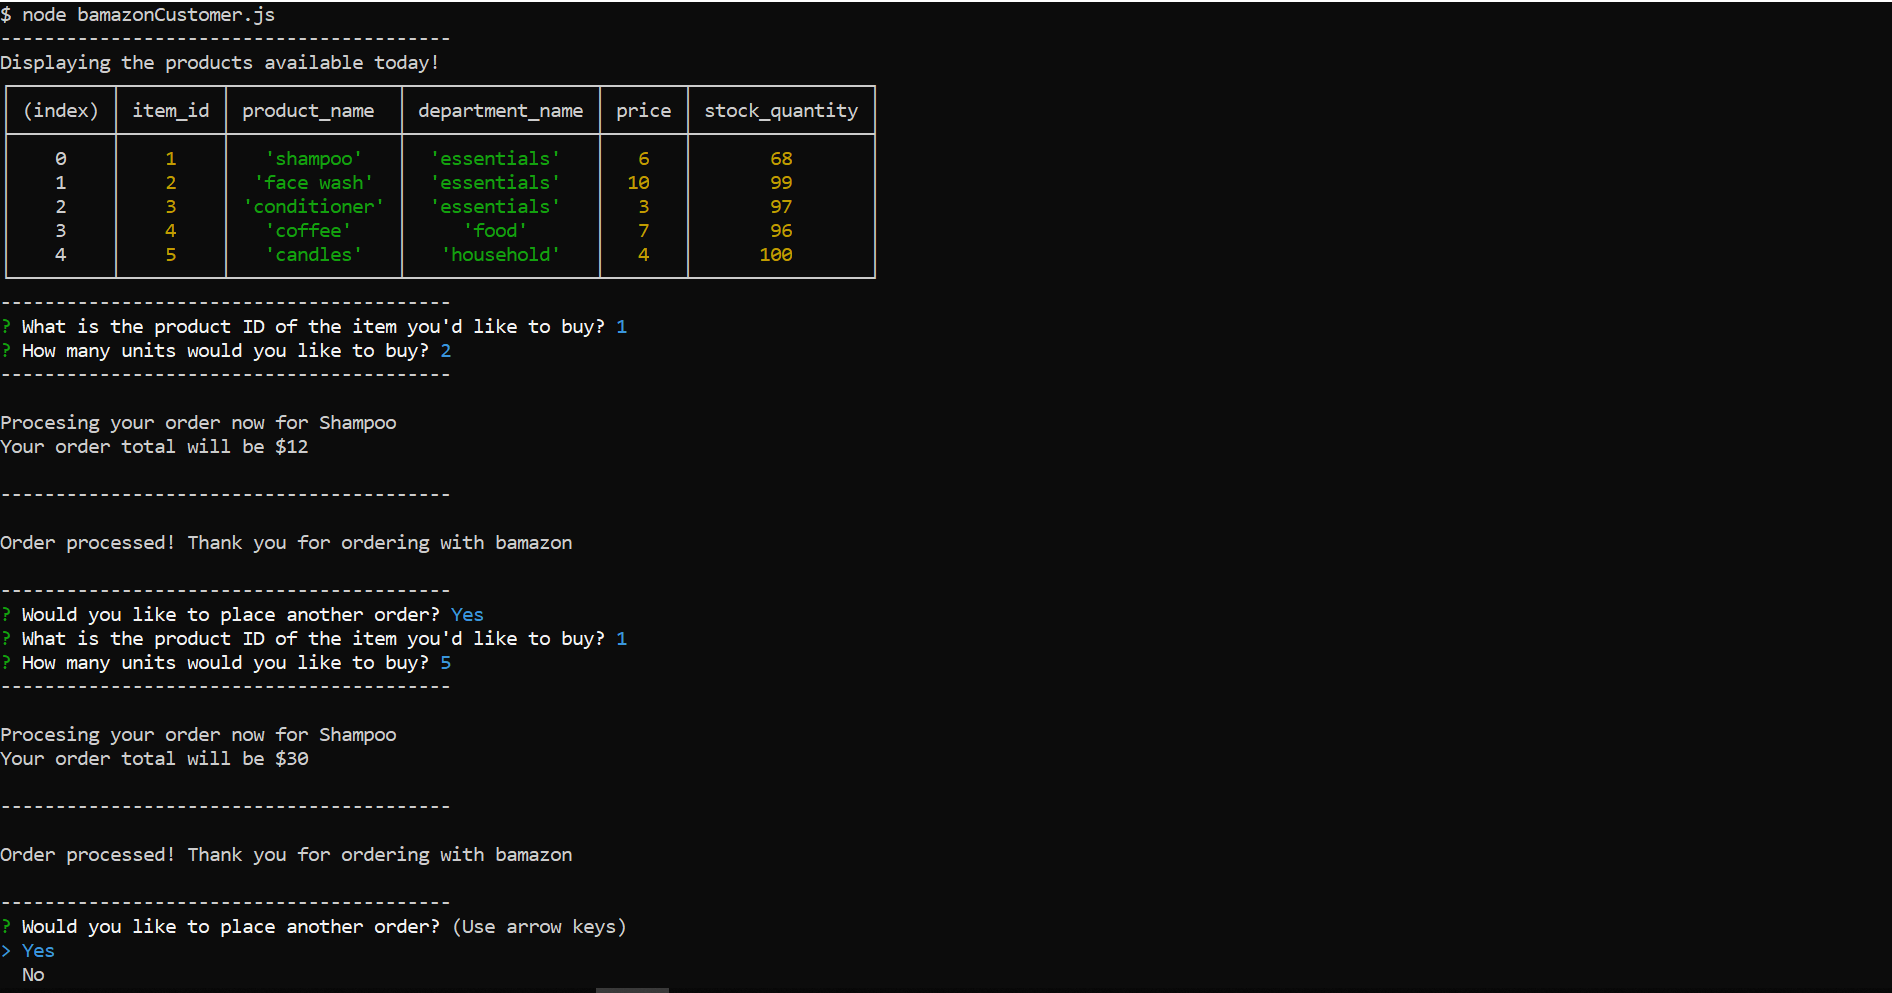 $ node bamazonCustomer.js
-----------------------------------------
Displaying the products available today!
(index) item_id product_name department_name price stock_quantity
0 1 'shampoo' 'essentials' 6 68
1 2 'face wash' 'essentials' 10 99
2 3 'conditioner' 'essentials' 3 97
3 4 'coffee' 'food' 7 96
4 5 'candles' 'household' 4 100
-----------------------------------------
? What is the product ID of the item you'd like to buy? 1
? How many units would you like to buy? 2
-----------------------------------------
Procesing your order now for Shampoo
Your order total will be $12
-----------------------------------------
Order processed! Thank you for ordering with bamazon
-----------------------------------------
? Would you like to place another order? Yes
? What is the product ID of the item you'd like to buy? 1
? How many units would you like to buy? 5
-----------------------------------------
Procesing your order now for Shampoo
Your order total will be $30
-----------------------------------------
Order processed! Thank you for ordering with bamazon
-----------------------------------------
? Would you like to place another order? (Use arrow keys)
> Yes
No